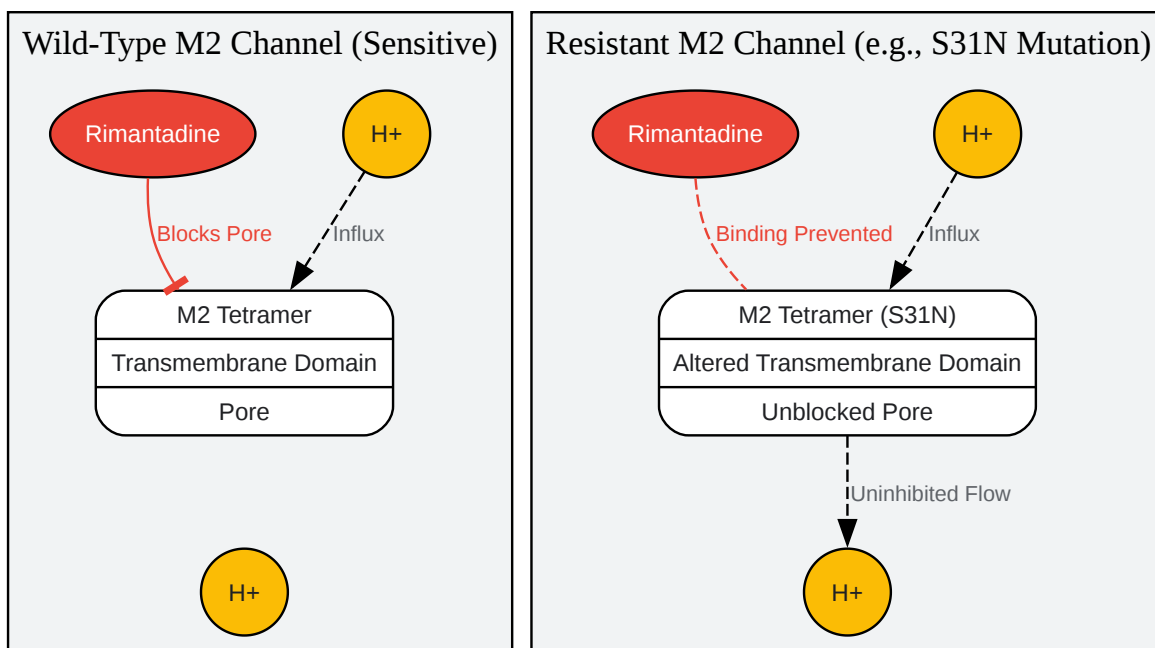 Wild-Type M2 Channel (Sensitive)
Rimantadine
H+
Blocks Pore
Influx
M2 Tetramer
Transmembrane Domain
Pore
H+
Resistant M2 Channel (e.g., S31N Mutation)
Rimantadine
H+
Binding Prevented
Influx
M2 Tetramer (S31N)
Altered Transmembrane Domain
Unblocked Pore
Uninhibited Flow
H+